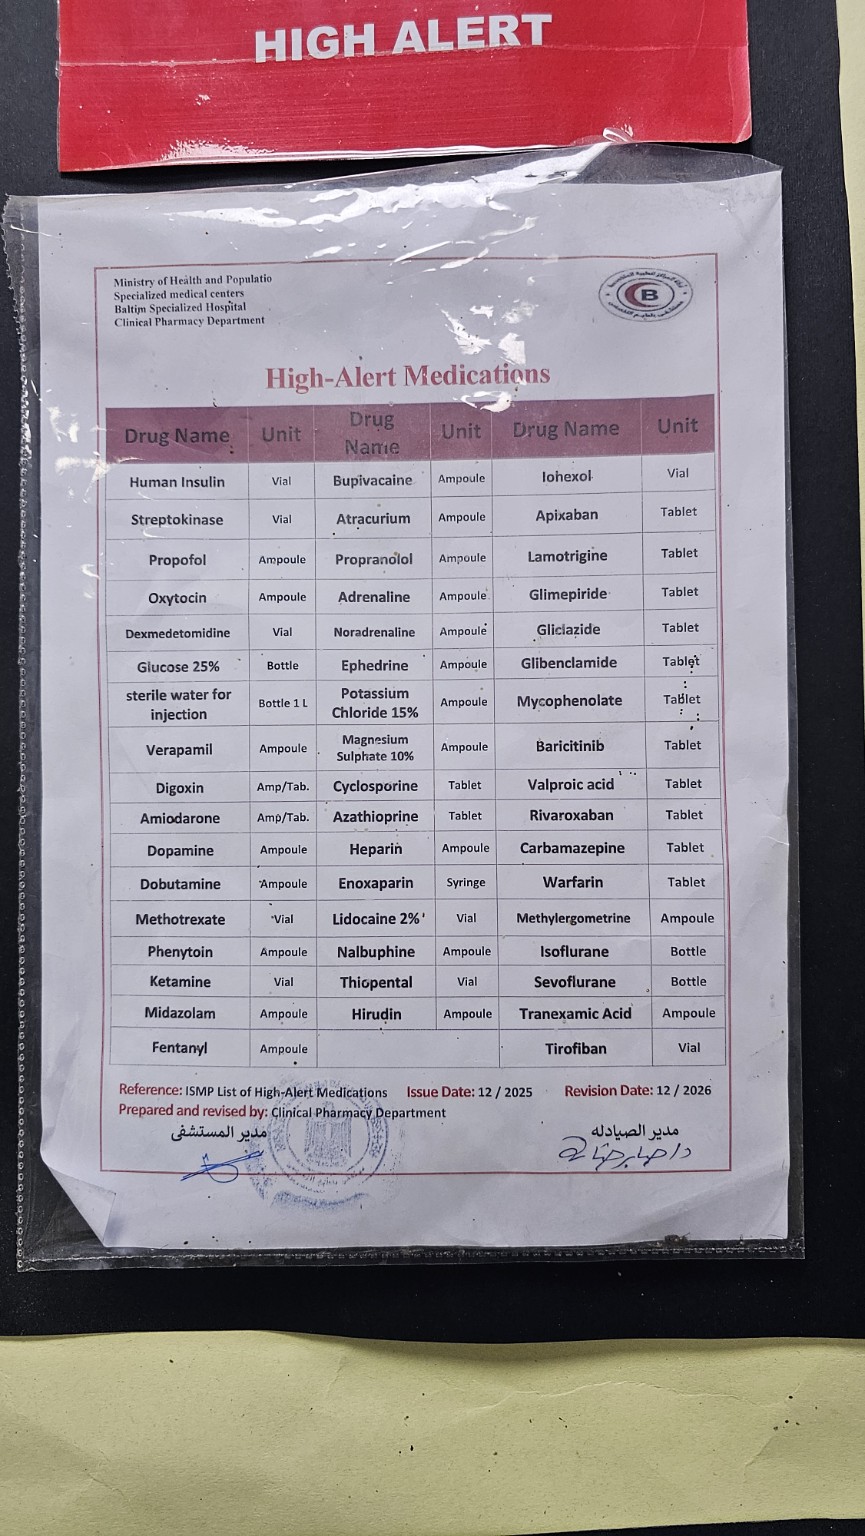 HIGH ALERT
Ministry of Health and Populatio
Specialized medical centers
Baltim Specialized Hospital
Clinical Pharmacy Department
CB
High-Alert Medications
Drug Name Unit Drug Name Unit Drug Name Unit
Human Insulin Vial Bupivacaine Ampoule Iohexol Vial
Streptokinase Vial Atracurium Ampoule Apixaban Tablet
Propofol Ampoule Propranolol Ampoule Lamotrigine Tablet
Oxytocin Ampoule Adrenaline Ampoule Glimepiride Tablet
Dexmedetomidine Vial Noradrenaline Ampoule Gliclazide Tablet
Glucose 25% Bottle Ephedrine Ampoule Glibenclamide Tablet
sterile water for injection Bottle 1 L Potassium Chloride 15% Ampoule Mycophenolate Tablet
Verapamil Ampoule Magnesium Sulphate 10% Ampoule Baricitinib Tablet
Digoxin Amp/Tab. Cyclosporine Tablet Valproic acid Tablet
Amiodarone Amp/Tab. Azathioprine Tablet Rivaroxaban Tablet
Dopamine Ampoule Heparin Ampoule Carbamazepine Tablet
Dobutamine Ampoule Enoxaparin Syringe Warfarin Tablet
Methotrexate Vial Lidocaine 2% Vial Methylergometrine Ampoule
Phenytoin Ampoule Nalbuphine Ampoule Isoflurane Bottle
Ketamine Vial Thiopental Vial Sevoflurane Bottle
Midazolam Ampoule Hirudin Ampoule Tranexamic Acid Ampoule
Fentanyl Ampoule Tirofiban Vial
Reference: ISMP List of High-Alert Medications Issue Date: 12 / 2025 Revision Date: 12 / 2026
Prepared and revised by: Clinical Pharmacy Department
مدير الصيادله مدير المستشفى